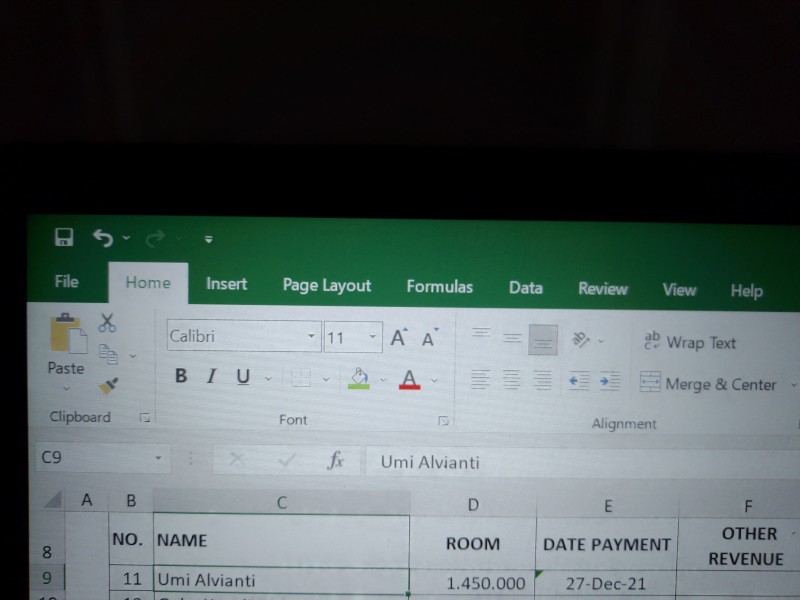 File Home Insert Page Layout Formulas Data Review View Help
Calibri 11 A A ab Wrap Text
Paste B I U A Merge & Center
Clipboard Font Alignment
C9 fx Umi Alvianti
A B C D E F
8 NO. NAME ROOM DATE PAYMENT OTHER REVENUE
9 11 Umi Alvianti 1.450.000 27-Dec-21